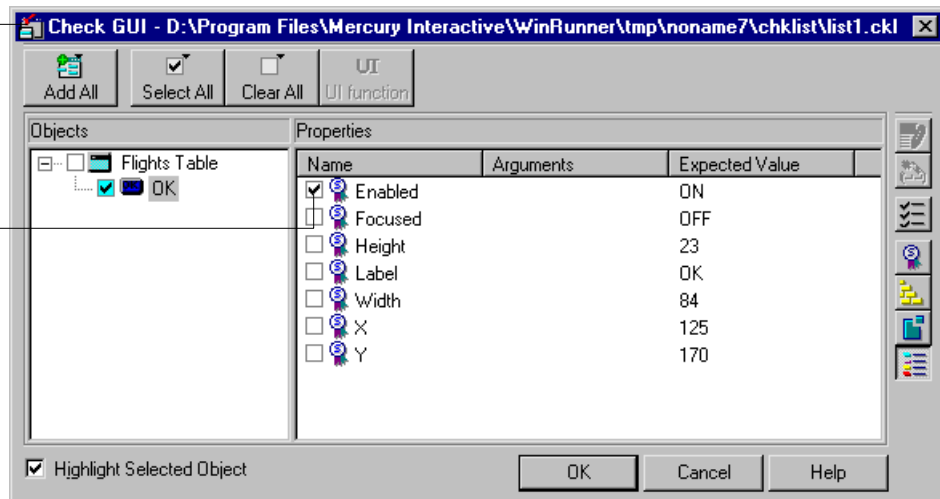 Check GUI - D:\Program Files\Mercury Interactive\WinRunner\tmp\noname7\chklist\list1.ckl
Add All Select All Clear All UI UI function
Objects Properties
Flights Table
OK
Name Arguments Expected Value
Enabled ON
Focused OFF
Height 23
Label OK
Width 84
X 125
Y 170
Highlight Selected Object OK Cancel Help